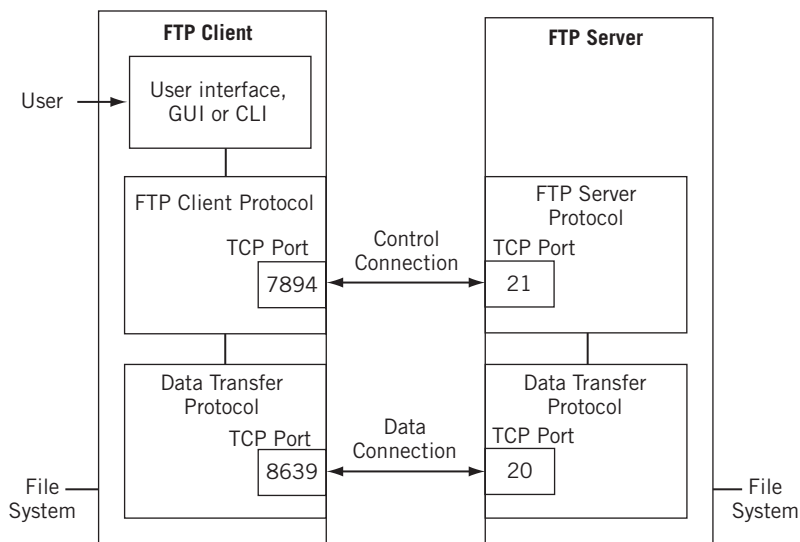 FTP Client
FTP Server
User
User interface,
GUI or CLI
FTP Client Protocol
TCP Port
7894
Control
Connection
FTP Server
Protocol
TCP Port
21
Data Transfer
Protocol
TCP Port
8639
Data
Connection
Data Transfer
Protocol
TCP Port
20
File
System
File
System